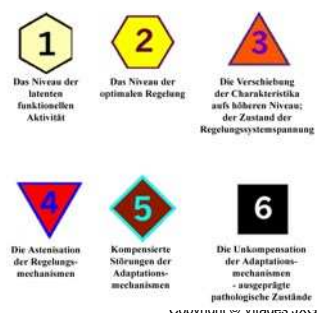 1
2
3
Das Niveau der
latenten
funktionellen
Aktivität
Das Niveau der
optimalen Regelung
Die Verschiebung
der Charakteristika
aufs höheren Niveau;
der Zustand der
Regelungssystemspannung
4
5
6
Die Astenisation
der Regelungs-
mechanismen
Kompensierte
Störungen der
Adaptations-
mechanismen
Die Unkompensation
der Adaptations-
mechanismen
- ausgeprägte
pathologische Zustände
Copyright ©